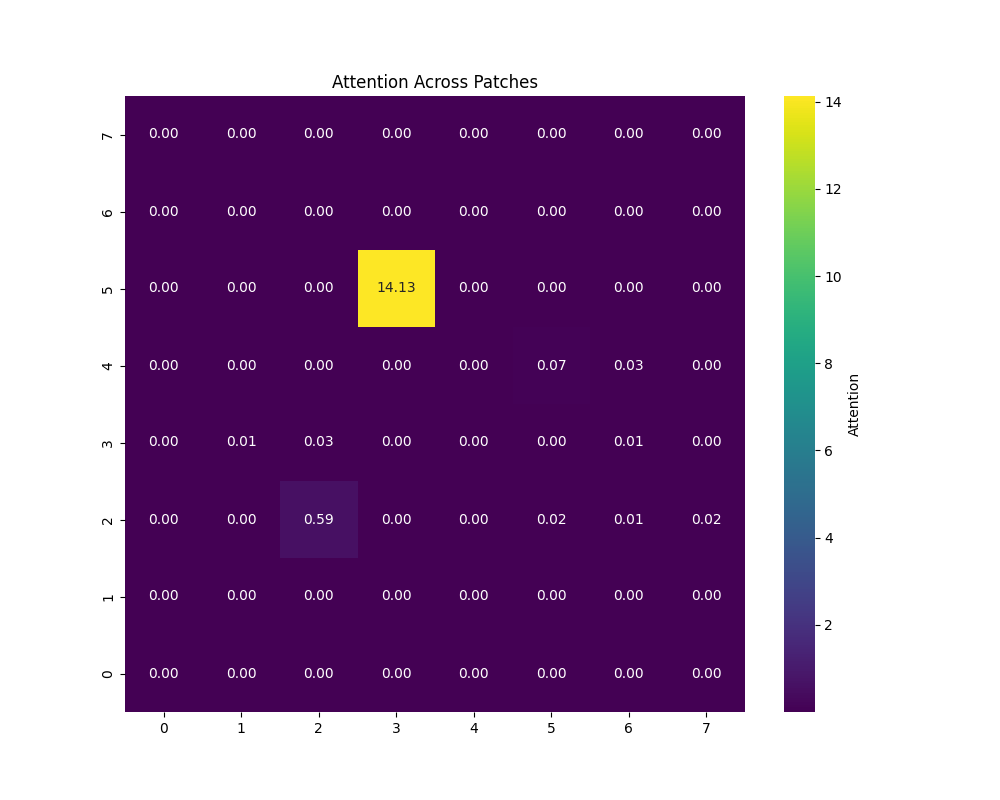 Attention Across Patches
7 0.00 0.00 0.00 0.00 0.00 0.00 0.00 0.00
6 0.00 0.00 0.00 0.00 0.00 0.00 0.00 0.00
5 0.00 0.00 0.00 14.13 0.00 0.00 0.00 0.00
4 0.00 0.00 0.00 0.00 0.00 0.07 0.03 0.00
3 0.00 0.01 0.03 0.00 0.00 0.00 0.01 0.00
2 0.00 0.00 0.59 0.00 0.00 0.02 0.01 0.02
1 0.00 0.00 0.00 0.00 0.00 0.00 0.00 0.00
0 0.00 0.00 0.00 0.00 0.00 0.00 0.00 0.00
0 1 2 3 4 5 6 7
14
12
10
8
6
4
2
Attention